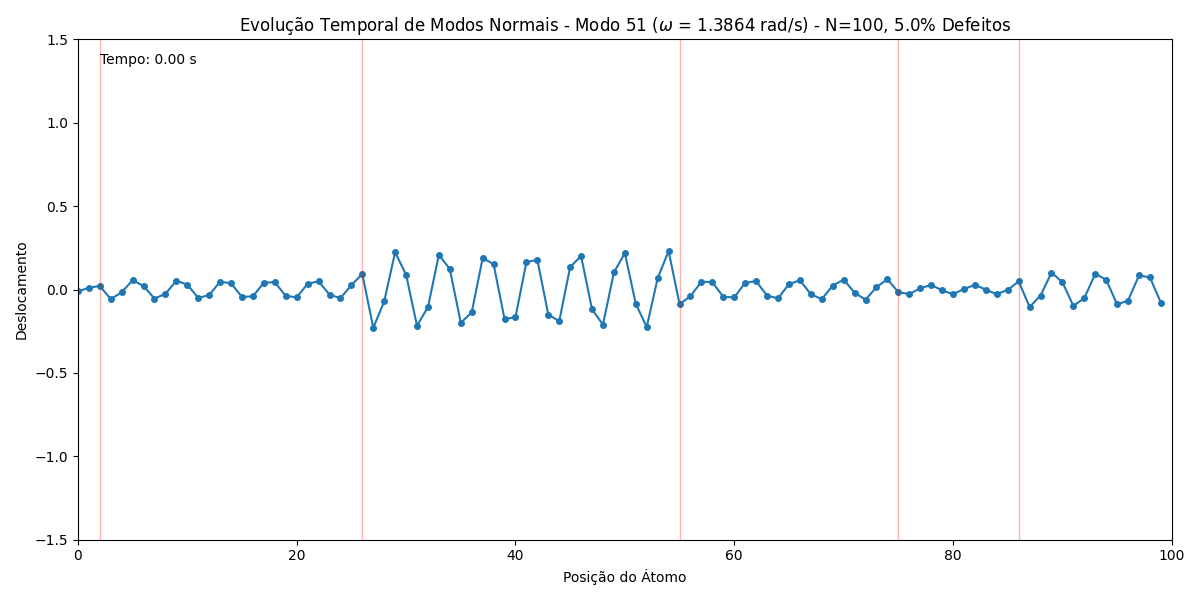 Evolução Temporal de Modos Normais - Modo 51 (ω = 1.3864 rad/s) - N=100, 5.0% Defeitos
Tempo: 0.00 s
1.5
1.0
0.5
0.0
−0.5
−1.0
−1.5
Deslocamento
0 20 40 60 80 100
Posição do Átomo